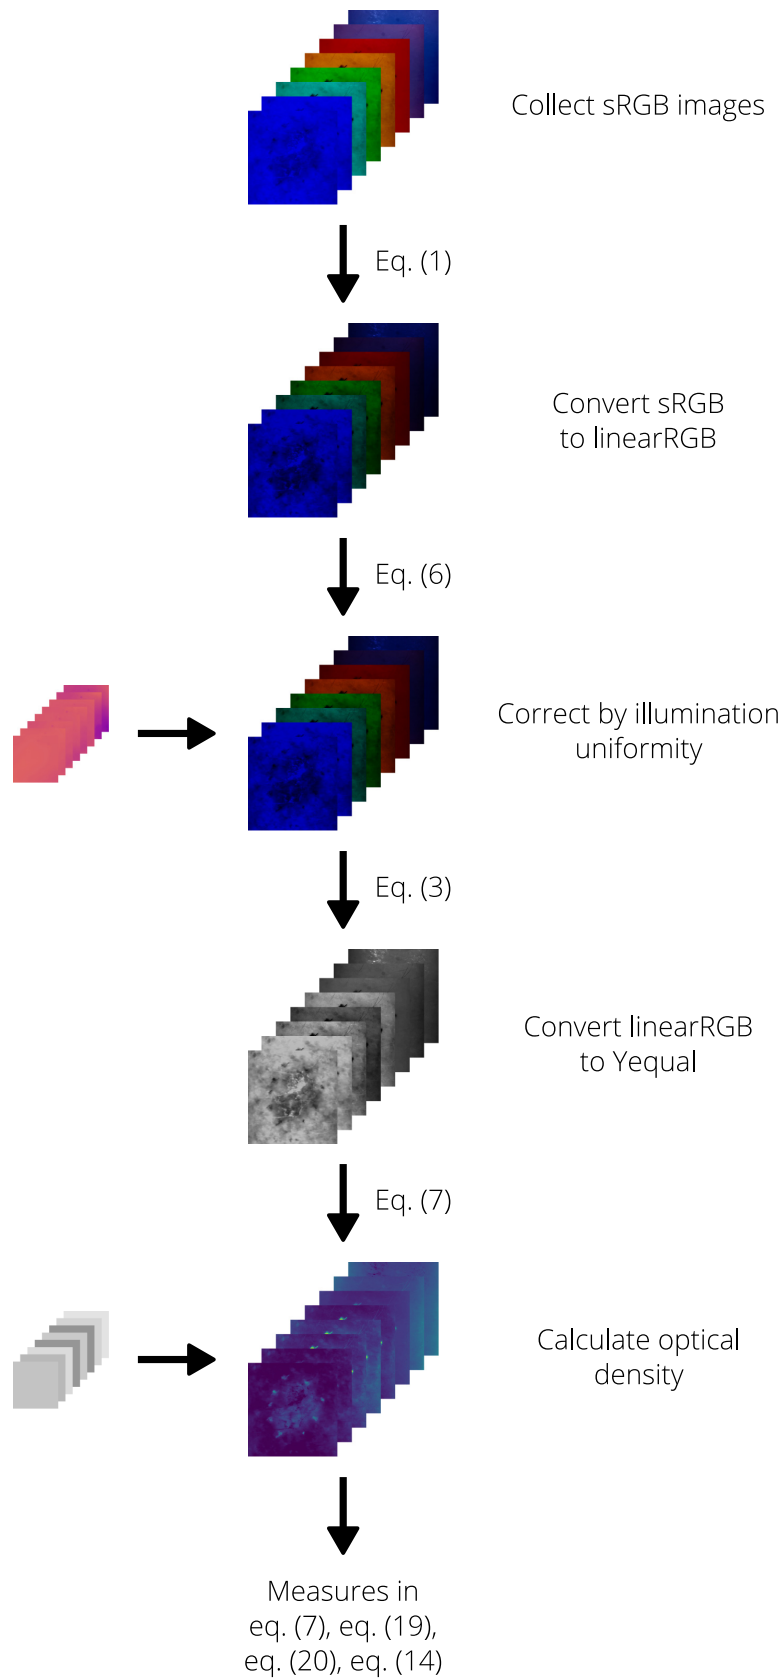 Collect sRGB images
Eq. (1)
Convert sRGB
to linearRGB
Eq. (6)
Correct by illumination
uniformity
Eq. (3)
Convert linearRGB
to Yequal
Eq. (7)
Calculate optical
density
Measures in
eq. (7), eq. (19),
eq. (20), eq. (14)